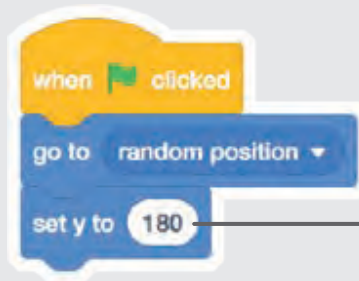 when clicked
go to random position
set y to 180